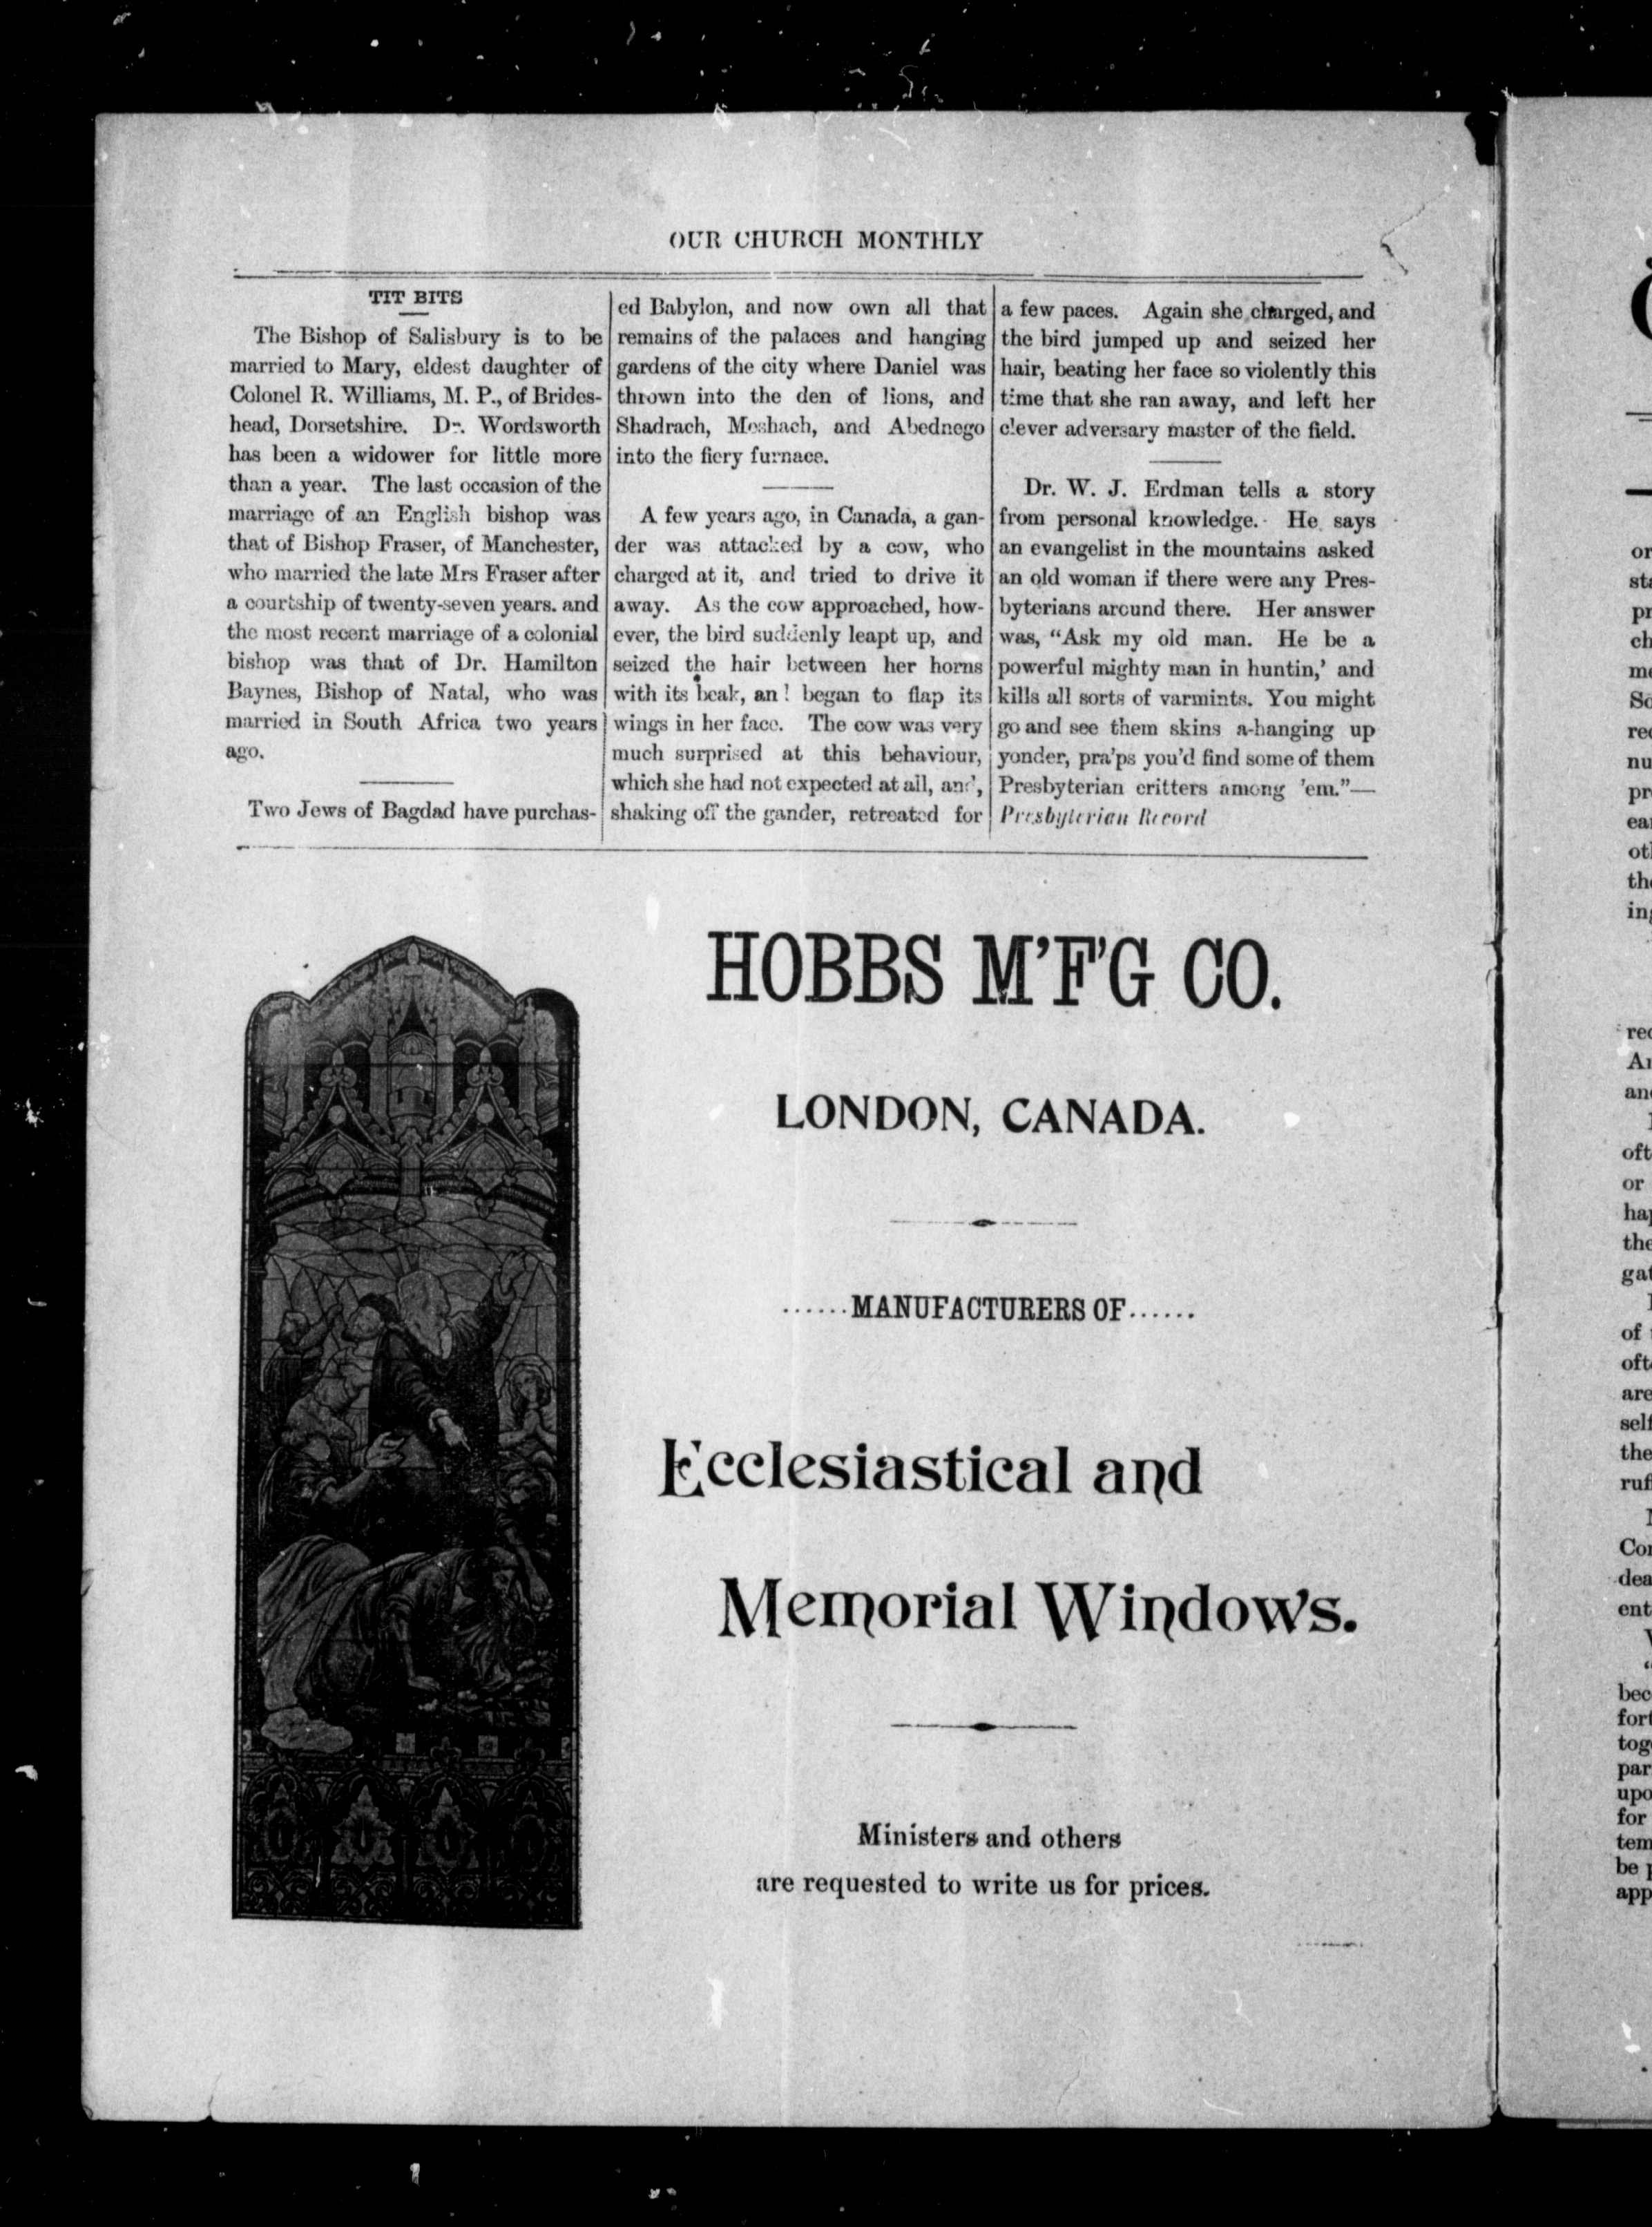 OUR CHURCH MONTHLY
TIT BITS
The Bishop of Salisbury is to be
married to Mary, eldest daughter of
Colonel R. Williams, M. P., of Brides-
head, Dorsetshire. Dr. Wordsworth
has been a widower for little more
than a year. The last occasion of the
marriage of an English bishop was
that of Bishop Fraser, of Manchester,
who married the late Mrs Fraser after
a courtship of twenty-seven years. and
the most recent marriage of a colonial
bishop was that of Dr. Hamilton
Baynes, Bishop of Natal, who was
married in South Africa two years
ago.
Two Jews of Bagdad have purchas-
ed Babylon, and now own all that
remains of the palaces and hanging
gardens of the city where Daniel was
thrown into the den of lions, and
Shadrach, Meshach, and Abednego
into the fiery furnace.
A few years ago, in Canada, a gan-
der was attacked by a cow, who
charged at it, and tried to drive it
away. As the cow approached, how-
ever, the bird suddenly leapt up, and
seized the hair between her horns
with its beak, and began to flap its
wings in her face. The cow was very
much surprised at this behaviour,
which she had not expected at all, and,
shaking off the gander, retreated for
a few paces. Again she charged, and
the bird jumped up and seized her
hair, beating her face so violently this
time that she ran away, and left her
clever adversary master of the field.
Dr. W. J. Erdman tells a story
from personal knowledge. He says
an evangelist in the mountains asked
an old woman if there were any Pres-
byterians around there. Her answer
was, "Ask my old man. He be a
powerful mighty man in huntin,' and
kills all sorts of varmints. You might
go and see them skins a-hanging up
yonder, pra'ps you'd find some of them
Presbyterian critters among 'em."—
Presbyterian Record
HOBBS M'F'G CO.
LONDON, CANADA.
......MANUFACTURERS OF......
Ecclesiastical and
Memorial Windows.
Ministers and others
are requested to write us for prices.